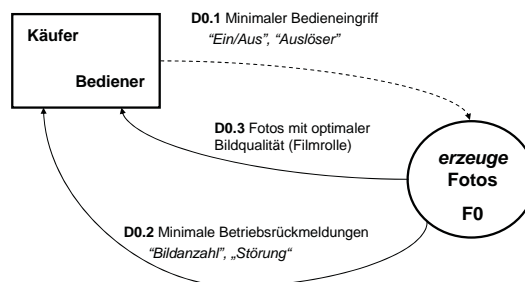 D0.1 Minimaler Bedieneingriff
"Ein/Aus", "Auslöser"
Käufer
Bediener
D0.3 Fotos mit optimaler
Bildqualität (Filmrolle)
erzeuge
Fotos
F0
D0.2 Minimale Betriebsrückmeldungen
"Bildanzahl", „Störung“